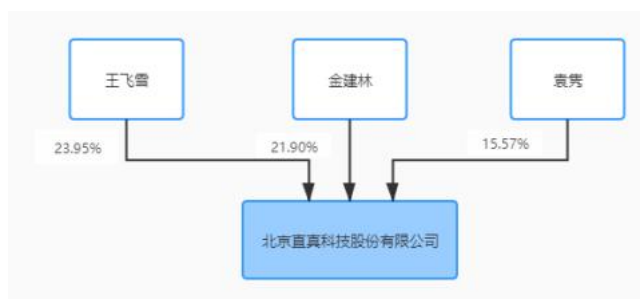 王飞雪
金建林
袁隽
23.95%
21.90%
15.57%
北京直真科技股份有限公司